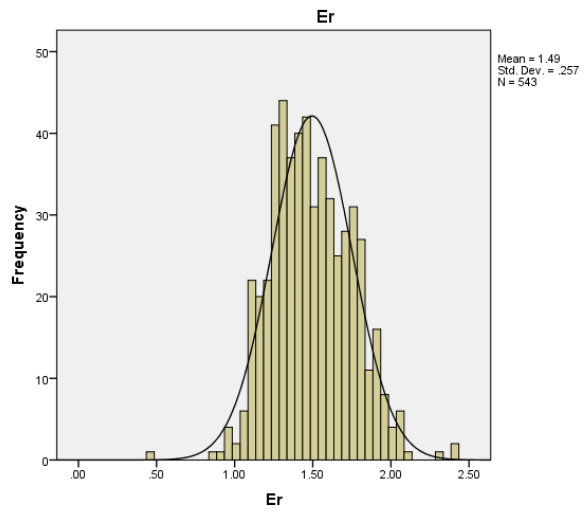 Er
Mean = 1.49
Std. Dev. = .257
N = 543
Frequency
50
40
30
20
10
0
.00 .50 1.00 1.50 2.00 2.50
Er